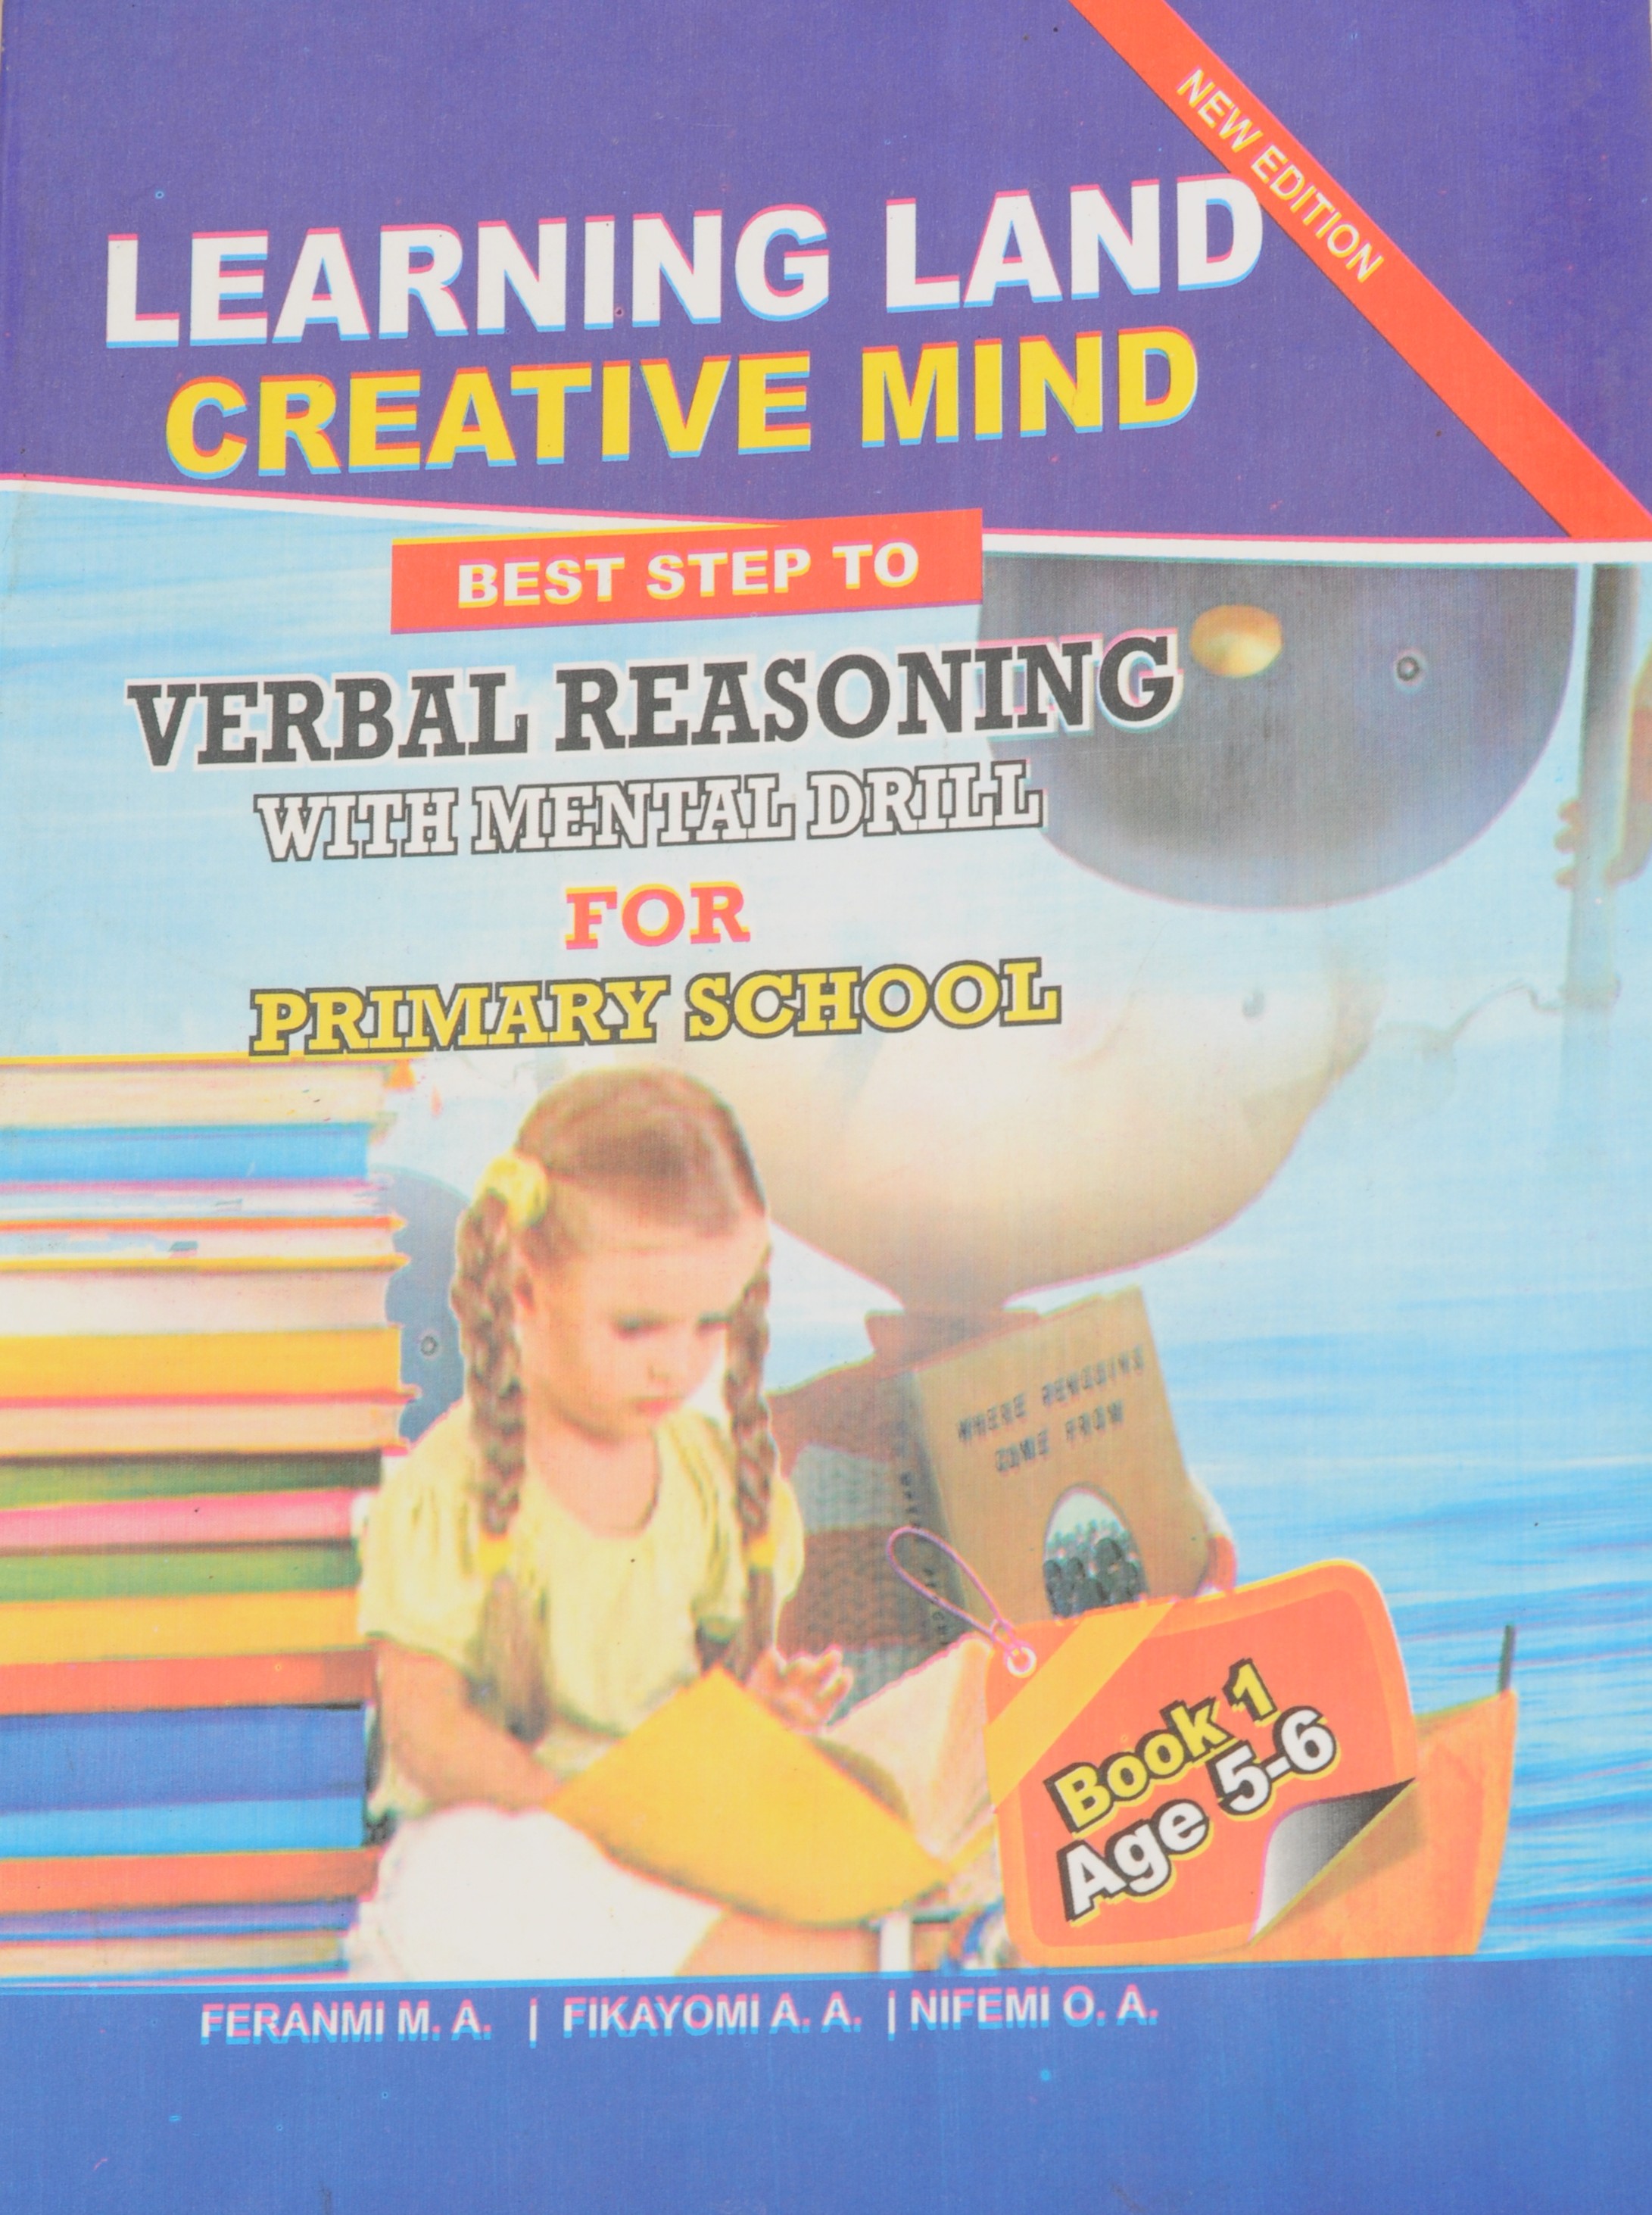 NEW EDITION
LEARNING LAND
CREATIVE MIND
BEST STEP TO
VERBAL REASONING
WITH MENTAL DRILL
FOR
PRIMARY SCHOOL
Book 1
Age 5-6
FERANMI M. A. | FIKAYOMI A. A. | NIFEMI O. A.